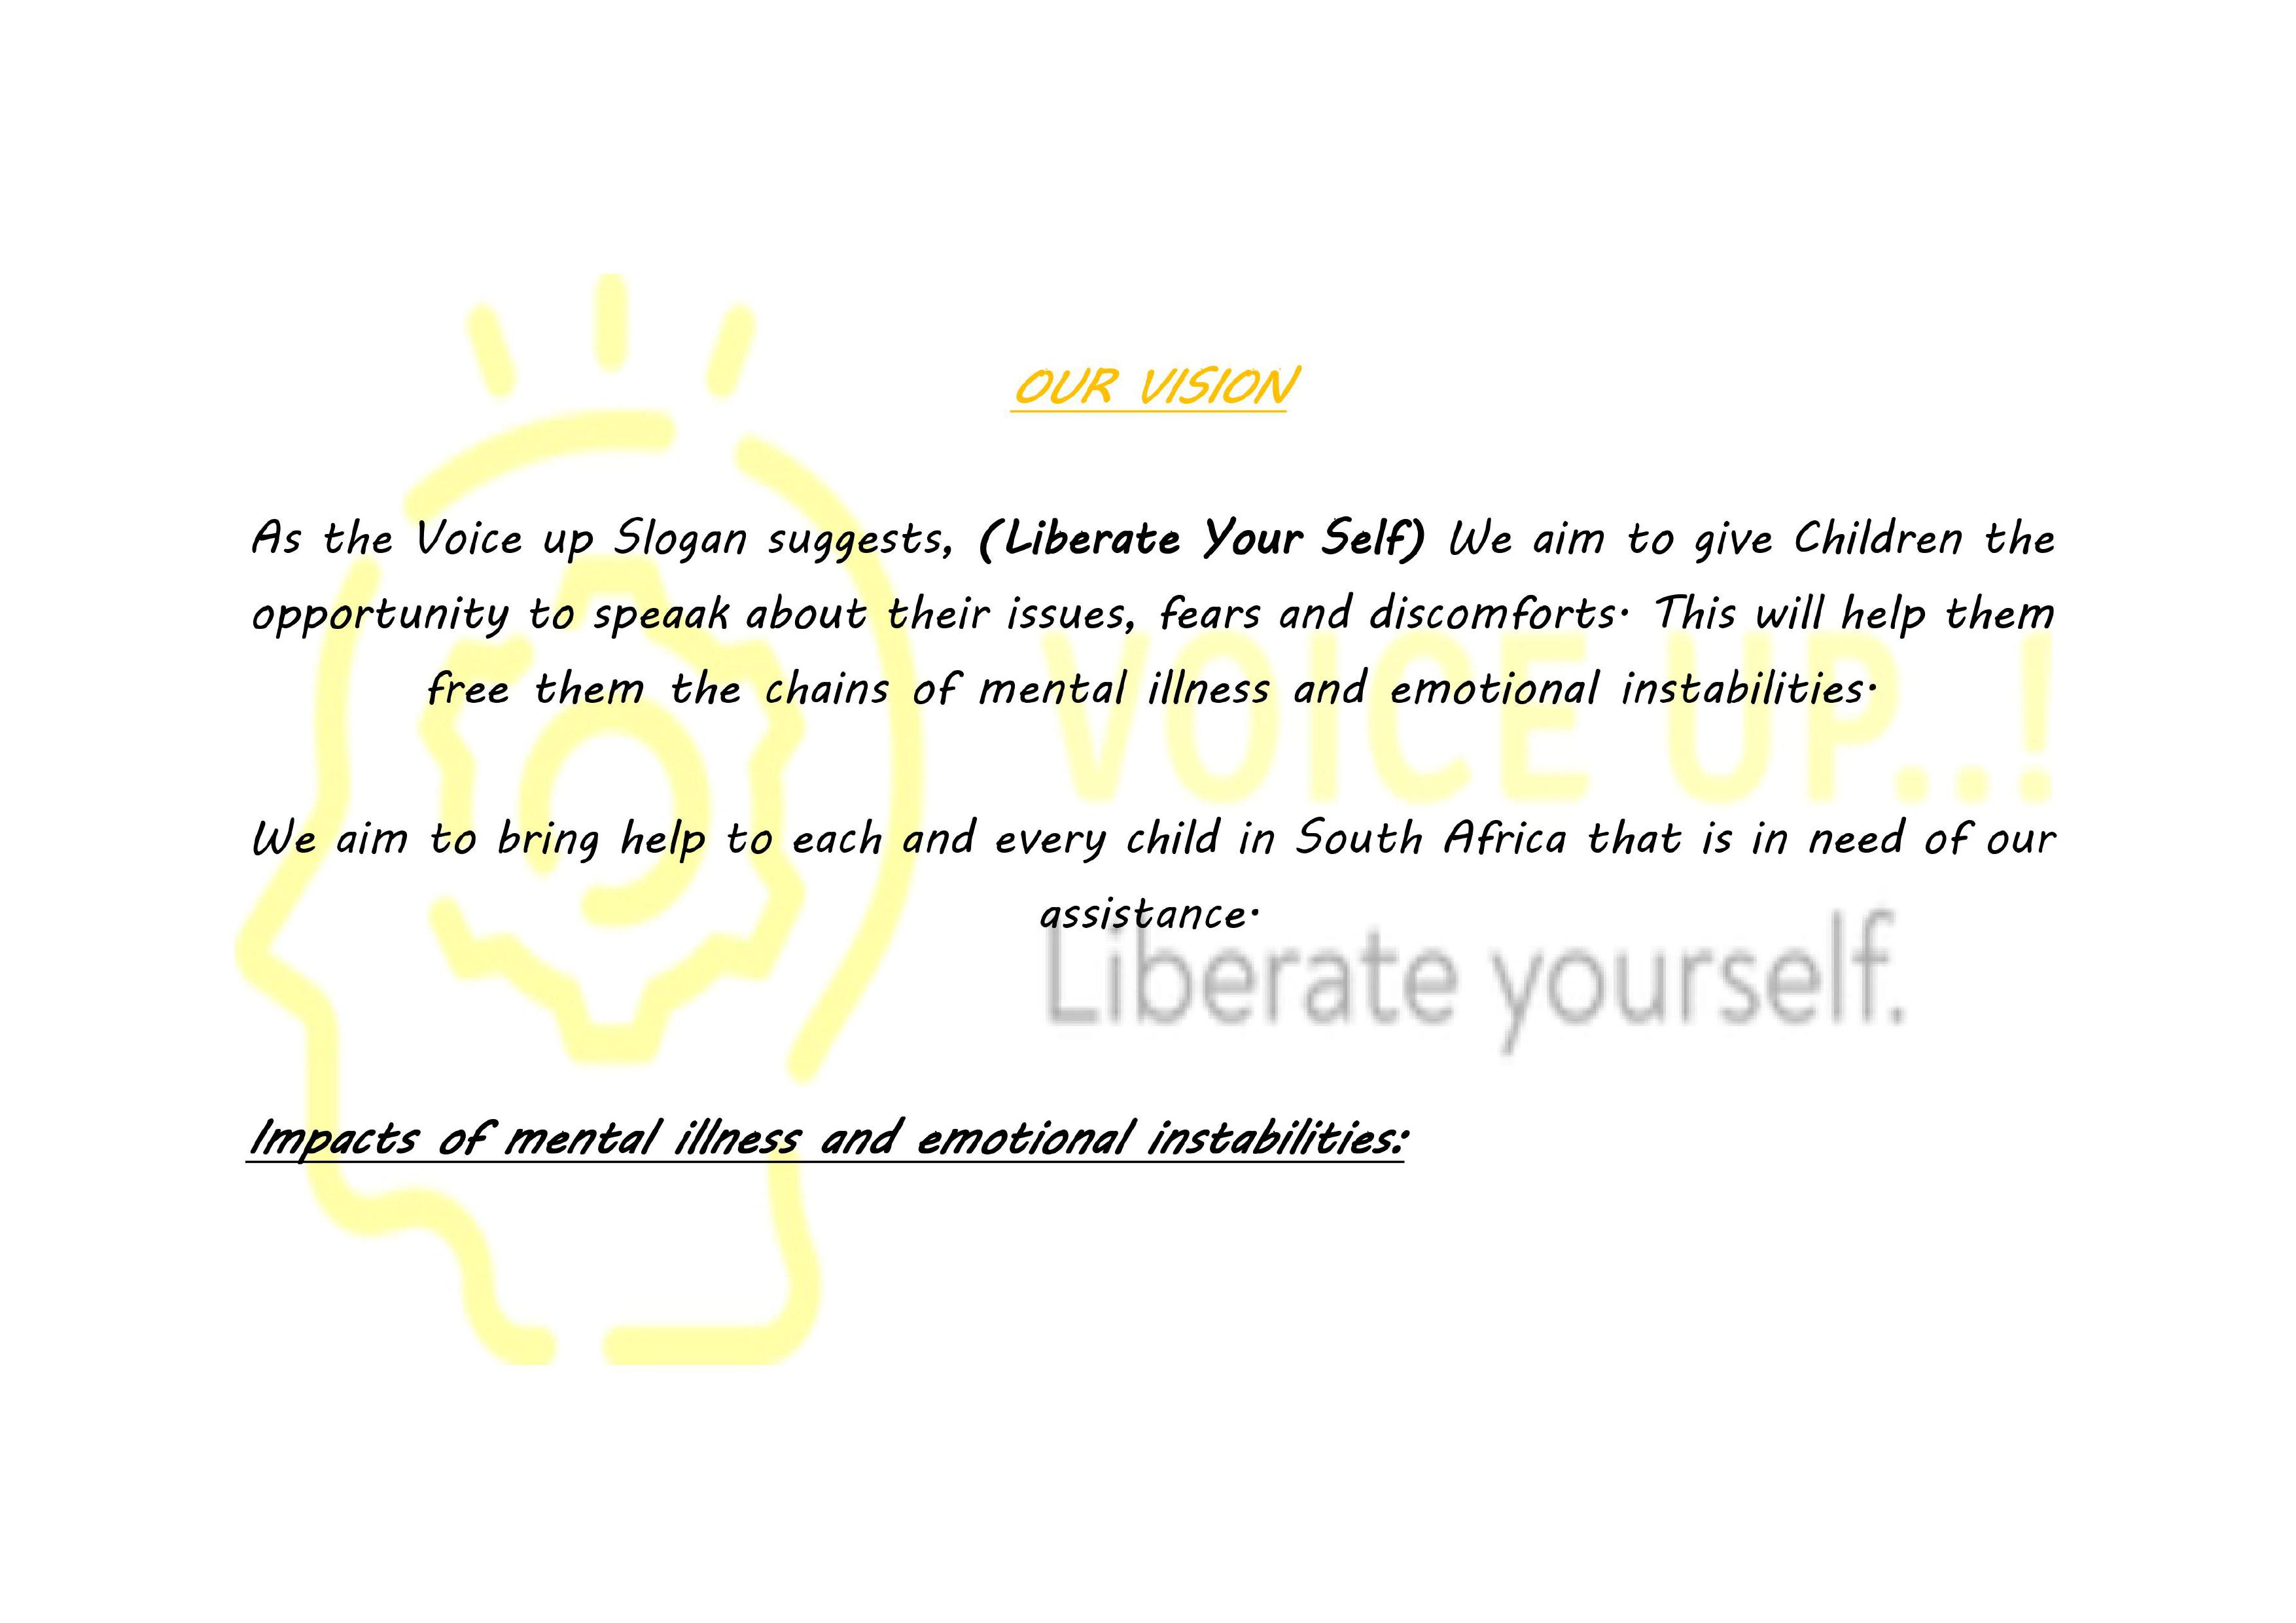 OUR VISION
As the Voice up Slogan suggests, (Liberate Your Self) We aim to give Children the
opportunity to speaak about their issues, fears and discomforts. This will help them
free them the chains of mental illness and emotional instabilities.
VOICE UP..!
We aim to bring help to each and every child in South Africa that is in need of our
assistance.
Liberate yourself.
Impacts of mental illness and emotional instabilities: